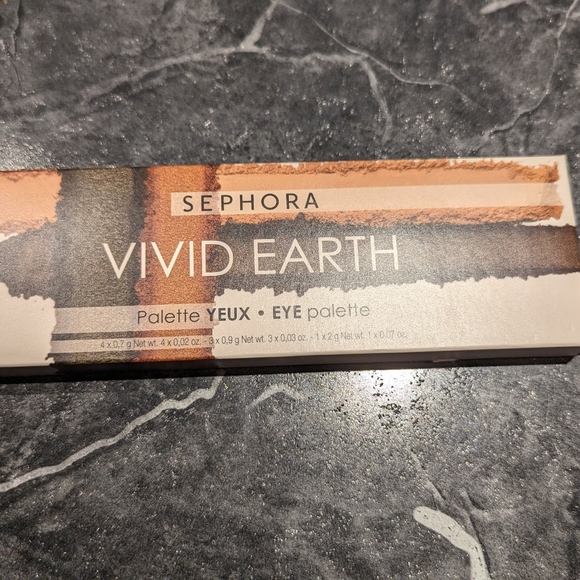 SEPHORA
VIVID EARTH
Palette YEUX • EYE palette
4 x 0,7 g Net wt. 4 x 0.02 oz. - 3 x 0,9 g Net wt. 3 x 0.03 oz. - 1 x 2 g Net wt. 1 x 0.07 oz.